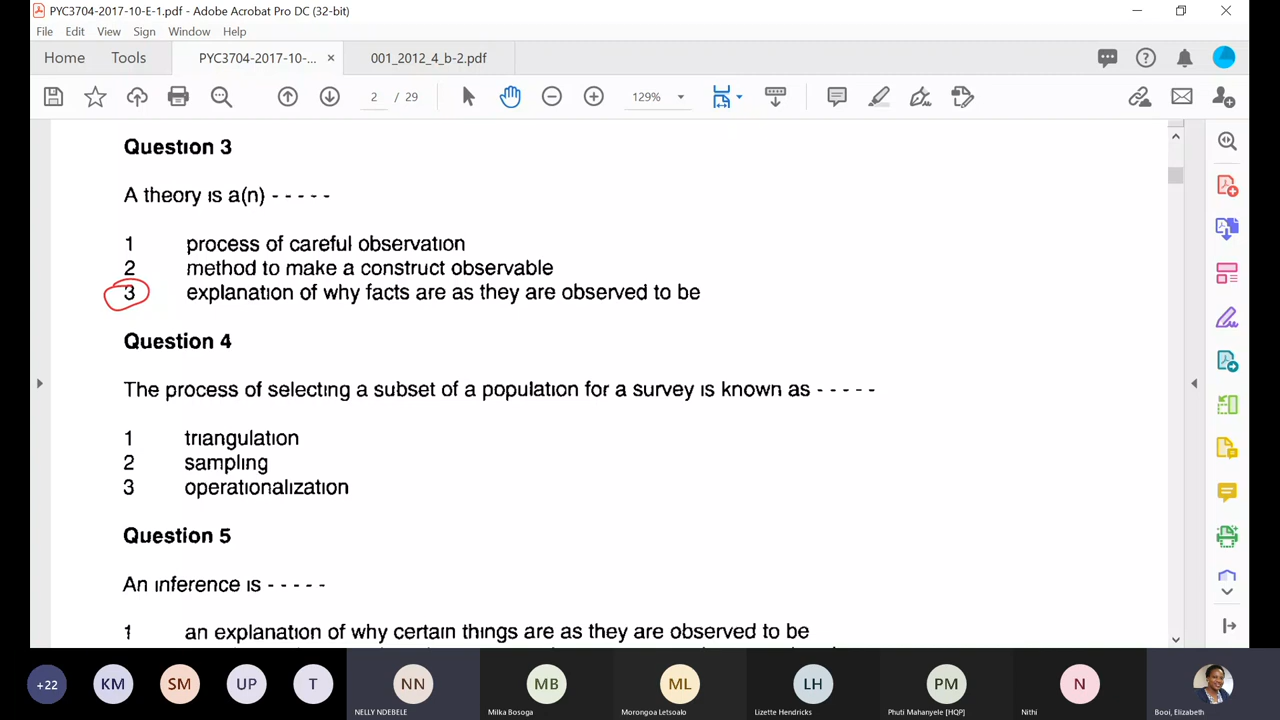 PYC3704-2017-10-E-1.pdf - Adobe Acrobat Pro DC (32-bit)
File Edit View Sign Window Help
Home Tools PYC3704-2017-10-... × 001_2012_4_b-2.pdf
2 / 29 129%
Question 3
A theory is a(n) - - - - -
1 process of careful observation
2 method to make a construct observable
3 explanation of why facts are as they are observed to be
Question 4
The process of selecting a subset of a population for a survey is known as - - - - -
1 triangulation
2 sampling
3 operationalization
Question 5
An inference is - - - - -
1 an explanation of why certain things are as they are observed to be
+22 KM SM UP T NN MB ML LH PM N
NELLY NDEBELE Milka Bosoga Morongoa Letsoalo Lizette Hendricks Phuti Mahanyele [HQP] Nithi Booi, Elizabeth